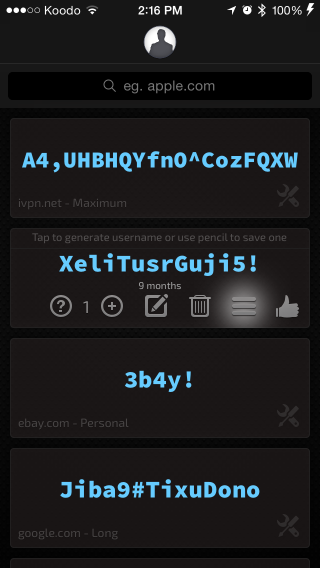 Koodo 2:16 PM 100%
eg. apple.com
A4,UHBHQYfnO^CozFQXW
ivpn.net - Maximum
Tap to generate username or use pencil to save one
XeliTusrGuji5!
9 months
? 1 +
3b4y!
ebay.com - Personal
Jiba9#TixuDono
google.com - Long